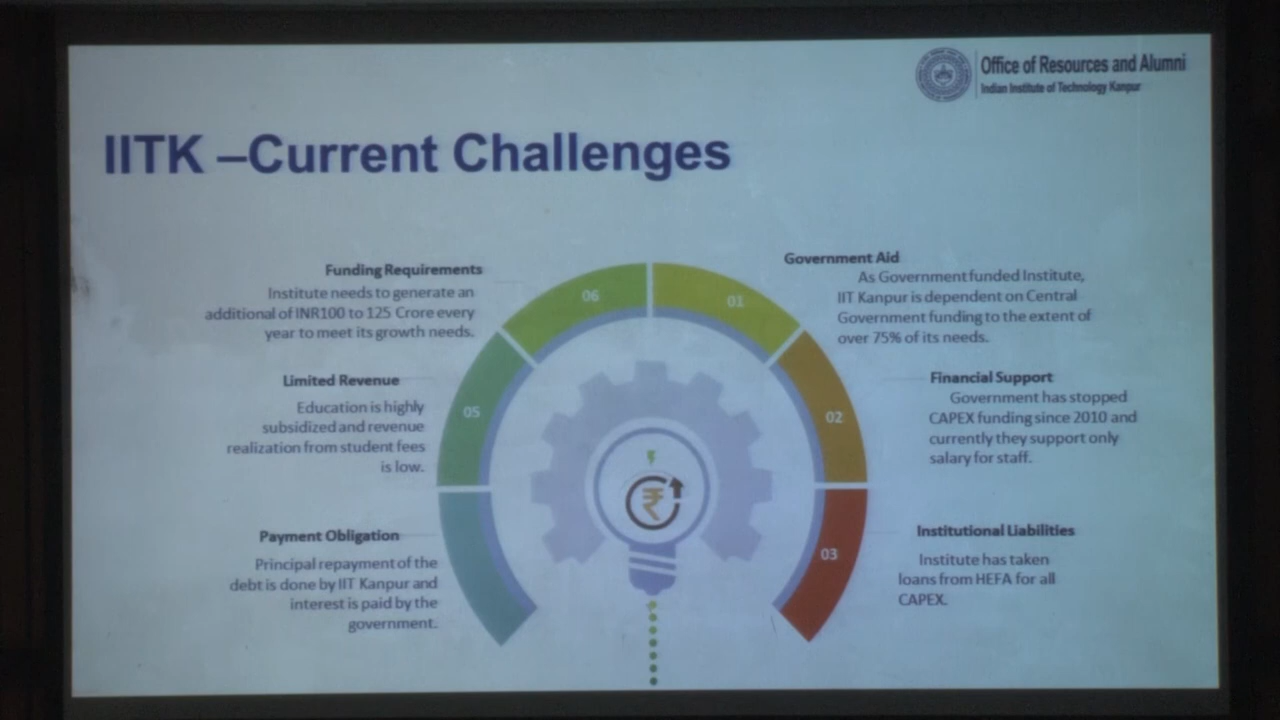 Office of Resources and Alumni
Indian Institute of Technology Kanpur
IITK –Current Challenges
Government Aid
As Government funded Institute,
IIT Kanpur is dependent on Central
Government funding to the extent of
over 75% of its needs.
01
Financial Support
Government has stopped
CAPEX funding since 2010 and
currently they support only
salary for staff.
02
Institutional Liabilities
Institute has taken
loans from HEFA for all
CAPEX.
03
Payment Obligation
Principal repayment of the
debt is done by IIT Kanpur and
interest is paid by the
government.
Limited Revenue
Education is highly
subsidized and revenue
realization from student fees
is low.
05
Funding Requirements
Institute needs to generate an
additional of INR100 to 125 Crore every
year to meet its growth needs.
06
₹